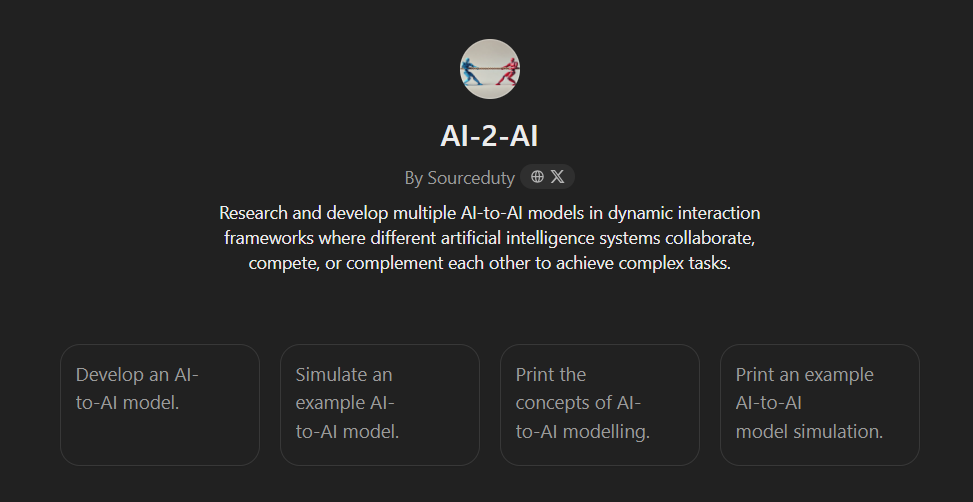 AI-2-AI
By Sourceduty
Research and develop multiple AI-to-AI models in dynamic interaction
frameworks where different artificial intelligence systems collaborate,
compete, or complement each other to achieve complex tasks.
Develop an AI-
to-AI model.
Simulate an
example AI-
to-AI model.
Print the
concepts of AI-
to-AI modelling.
Print an example
AI-to-AI
model simulation.